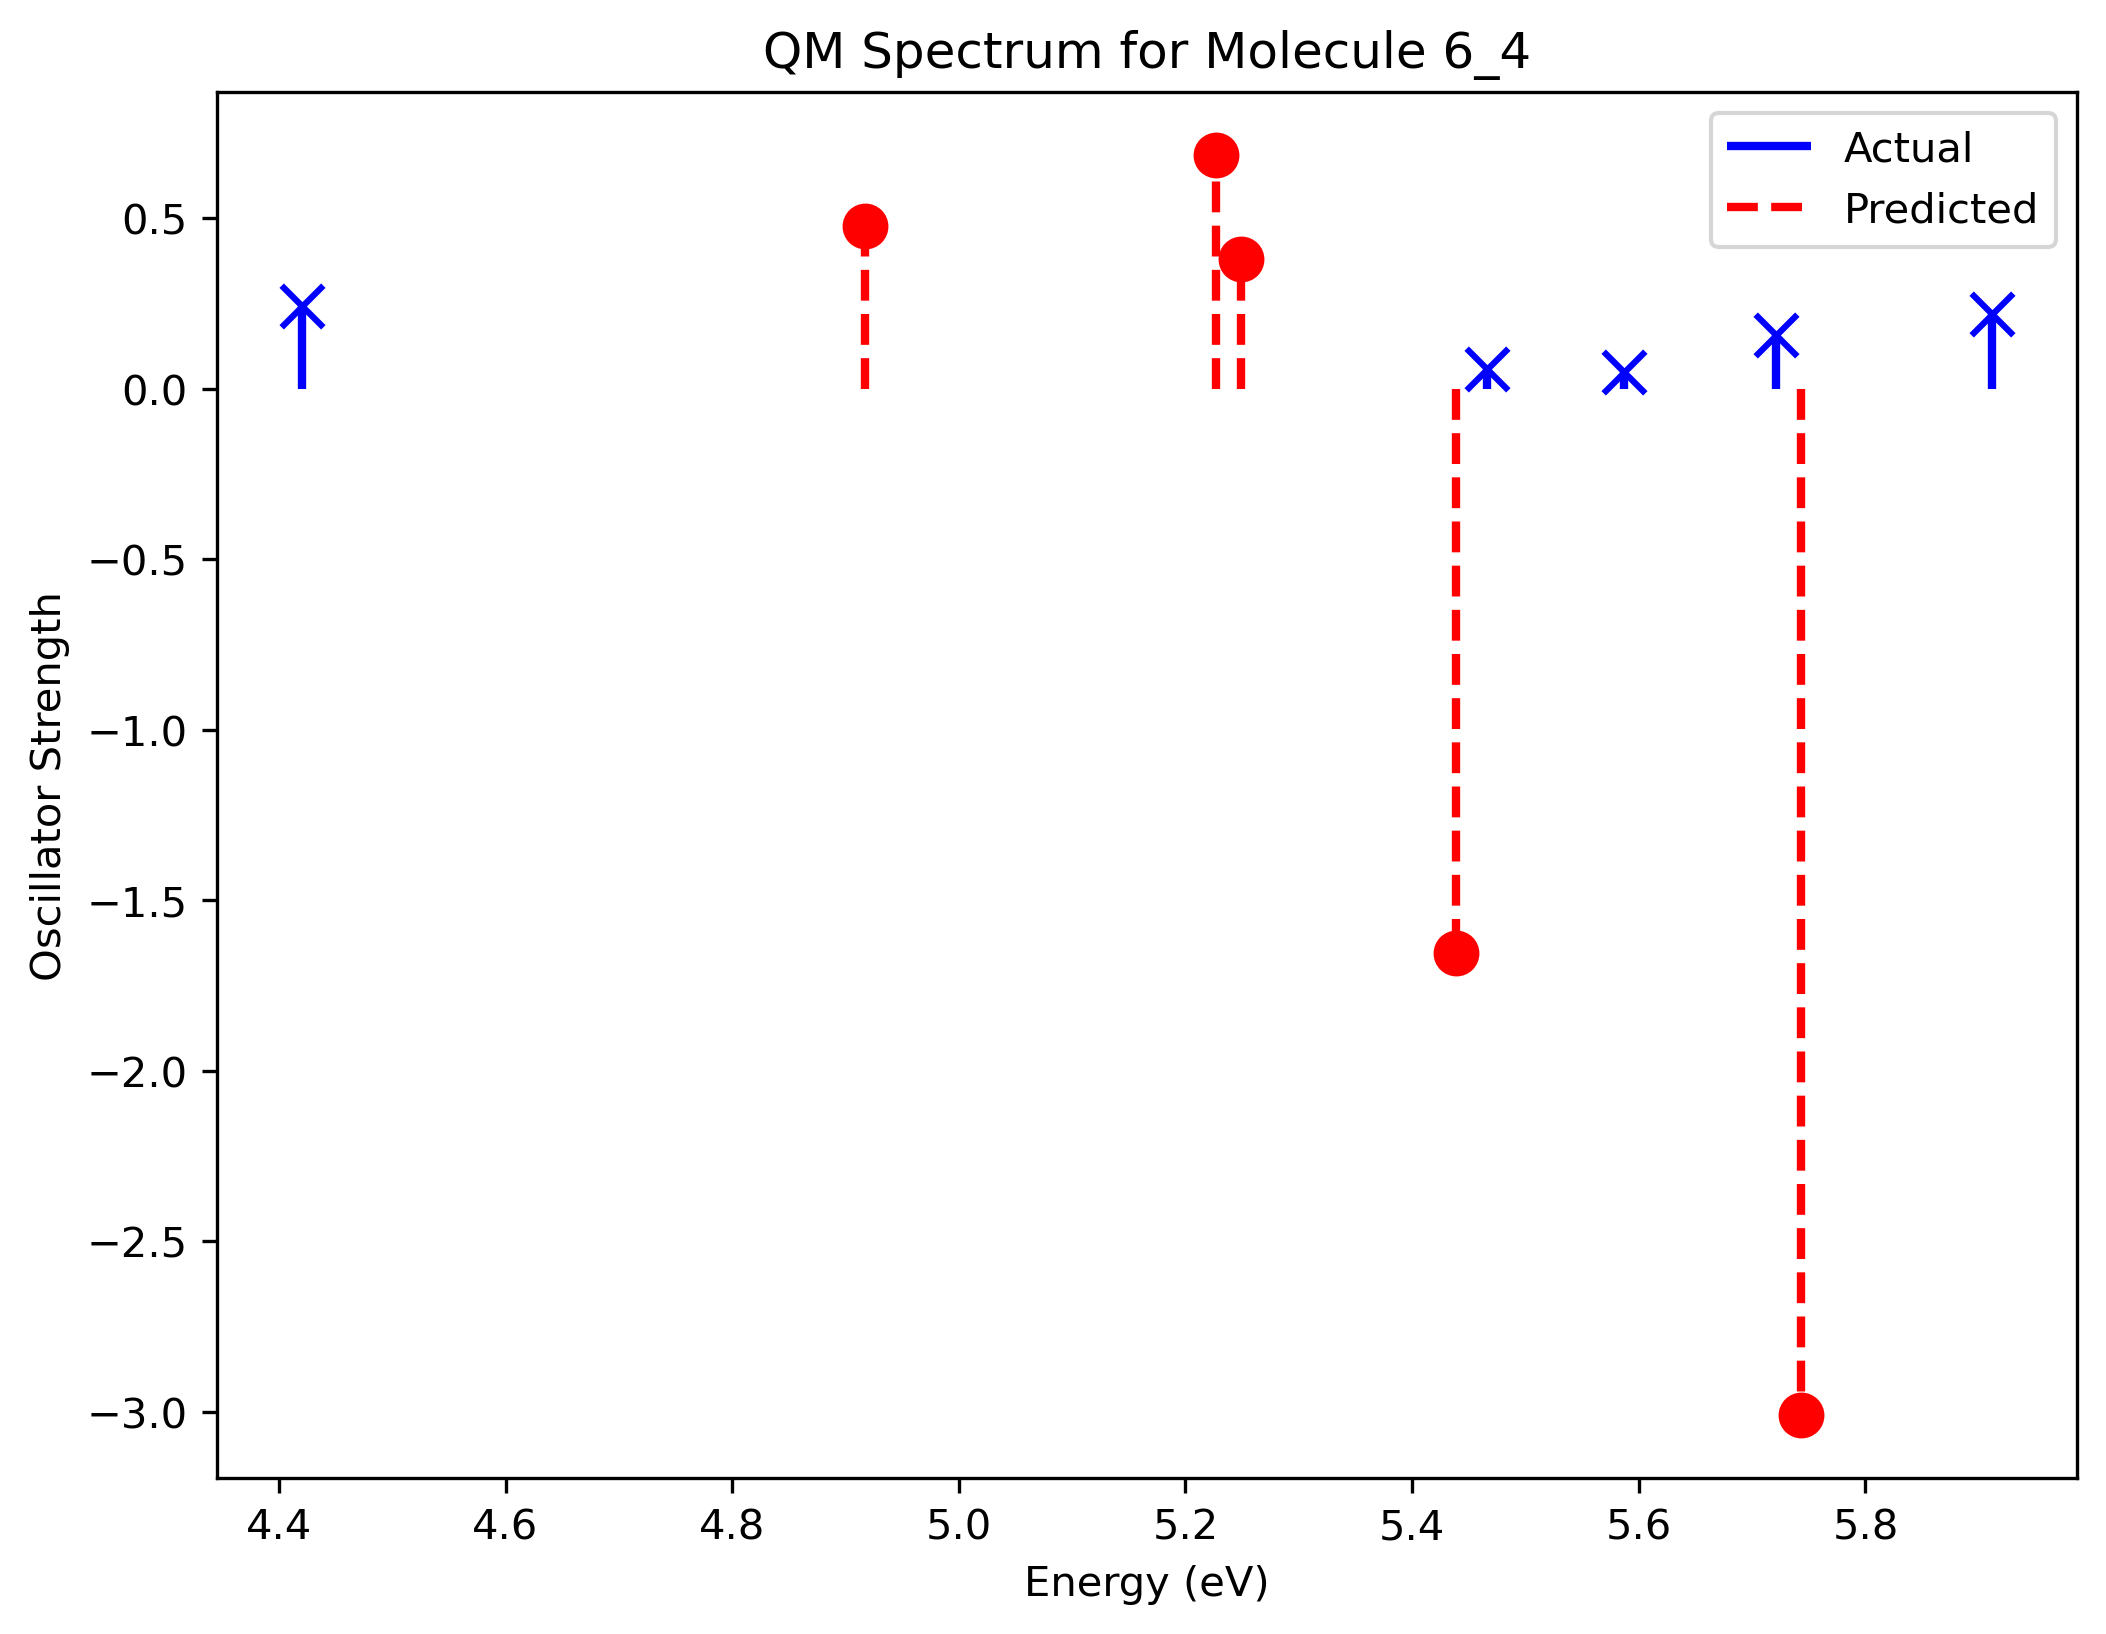 QM Spectrum for Molecule 6_4
Actual
Predicted
0.5
0.0
−0.5
−1.0
−1.5
−2.0
−2.5
−3.0
Oscillator Strength
4.4 4.6 4.8 5.0 5.2 5.4 5.6 5.8
Energy (eV)